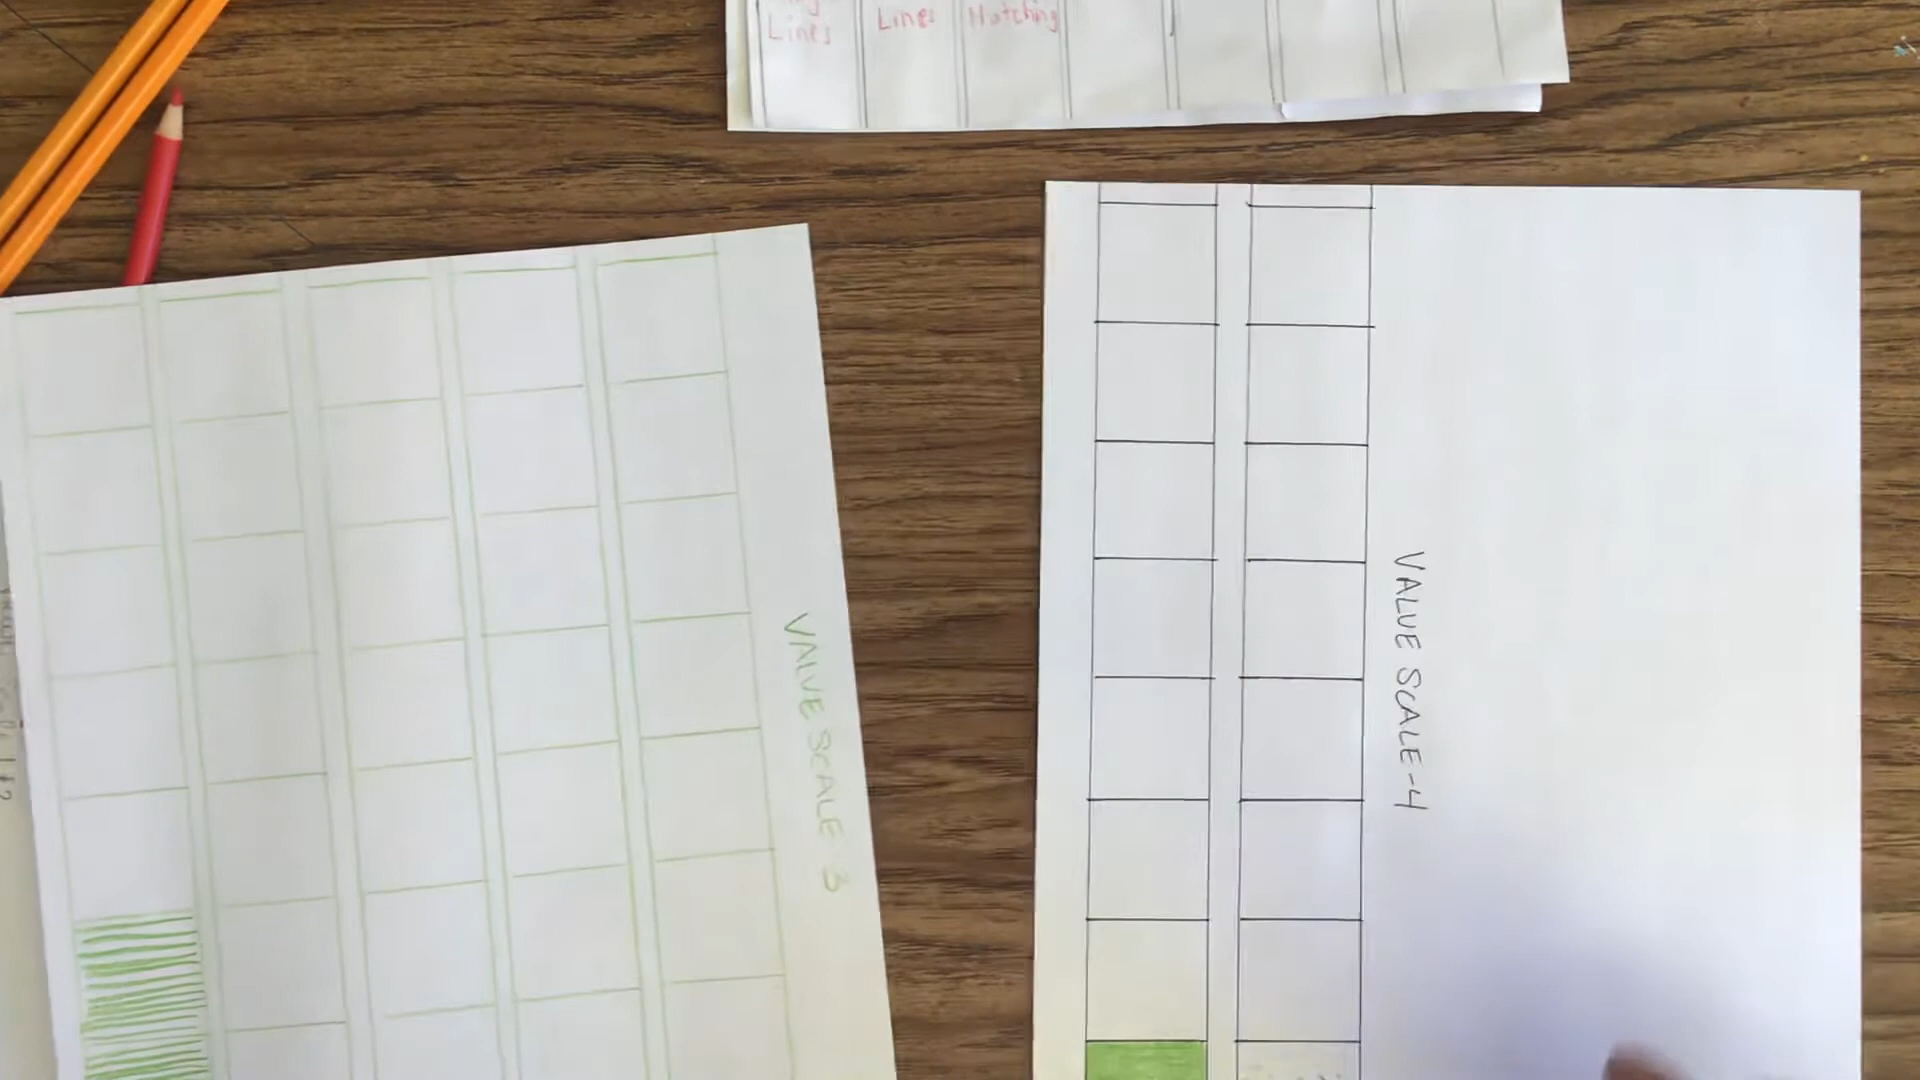 Lines
Lines
Hatching
VALUE SCALE 3
VALUE SCALE-4